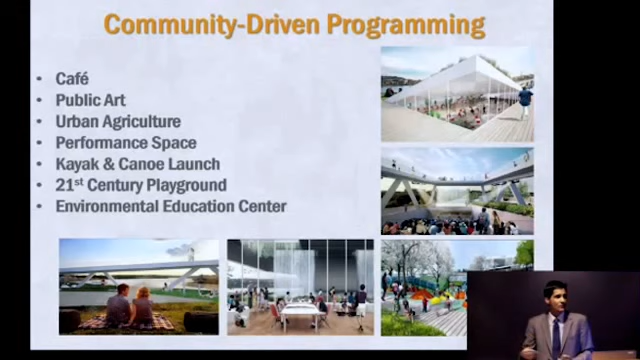 Community-Driven Programming
• Café
• Public Art
• Urban Agriculture
• Performance Space
• Kayak & Canoe Launch
• 21st Century Playground
• Environmental Education Center